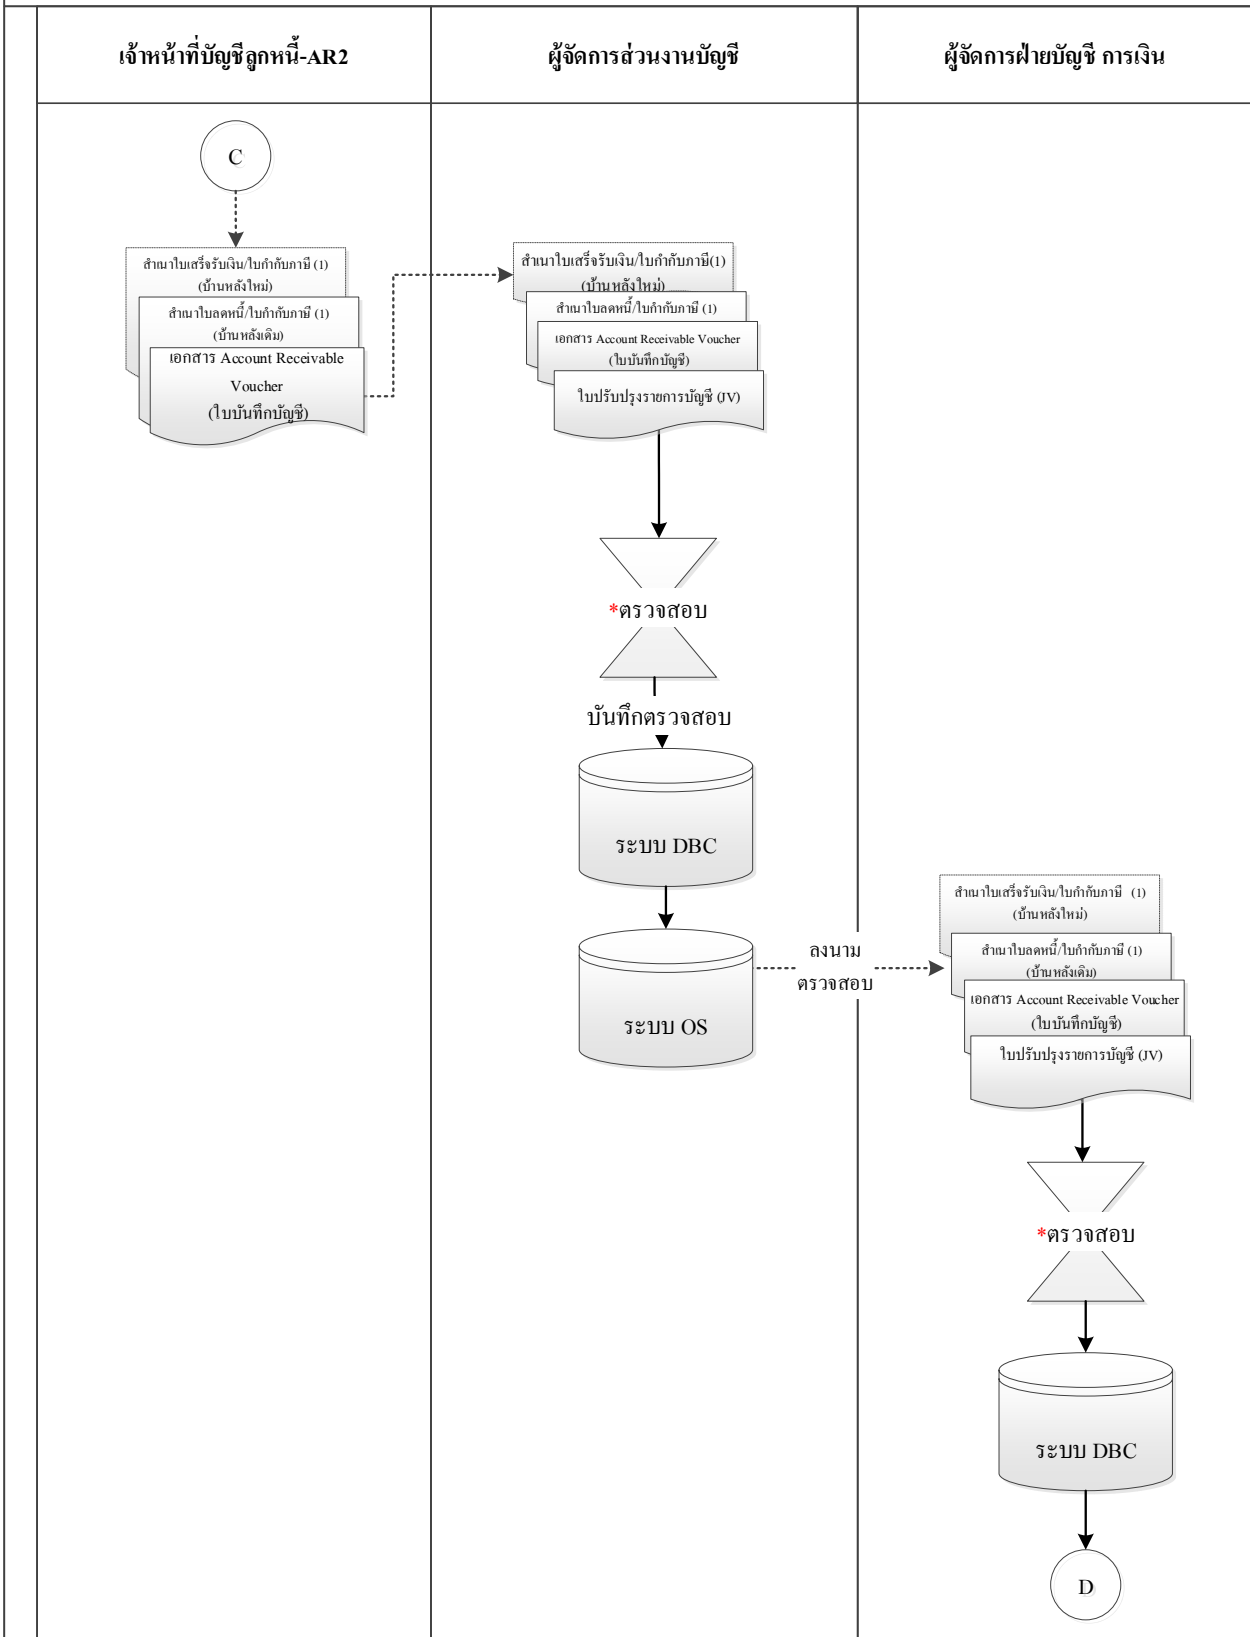 เจ้าหน้าที่บัญชีลูกหนี้-AR2
ผู้จัดการส่วนงานบัญชี
ผู้จัดการฝ่ายบัญชี การเงิน
C
สำเนาใบเสร็จรับเงิน/ใบกำกับภาษี (1)
(บ้านหลังใหม่)
สำเนาใบลดหนี้/ใบกำกับภาษี (1)
(บ้านหลังเดิม)
เอกสาร Account Receivable
Voucher
(ใบบันทึกบัญชี)
สำเนาใบเสร็จรับเงิน/ใบกำกับภาษี(1)
(บ้านหลังใหม่)
สำเนาใบลดหนี้/ใบกำกับภาษี (1)
เอกสาร Account Receivable Voucher
(ใบบันทึกบัญชี)
ใบปรับปรุงรายการบัญชี (JV)
*ตรวจสอบ
บันทึกตรวจสอบ
ระบบ DBC
ระบบ OS
ลงนาม
ตรวจสอบ
สำเนาใบเสร็จรับเงิน/ใบกำกับภาษี (1)
(บ้านหลังใหม่)
สำเนาใบลดหนี้/ใบกำกับภาษี (1)
(บ้านหลังเดิม)
เอกสาร Account Receivable Voucher
(ใบบันทึกบัญชี)
ใบปรับปรุงรายการบัญชี (JV)
*ตรวจสอบ
ระบบ DBC
D